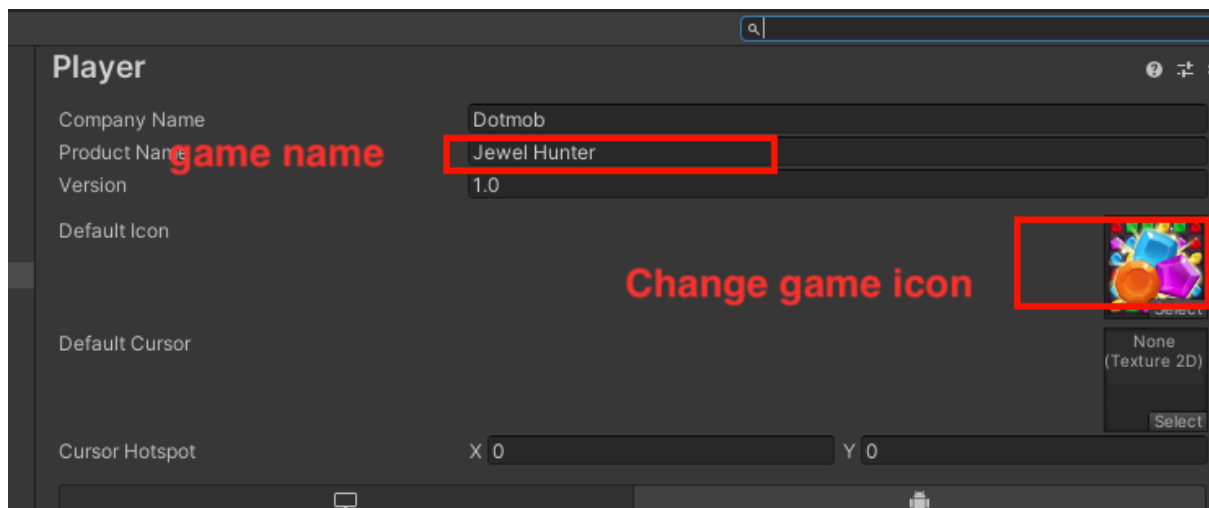 Player
Company Name Dotmob
Product Name game name Jewel Hunter
Version 1.0
Default Icon
Change game icon
Select
Default Cursor None
(Texture 2D)
Select
Cursor Hotspot X 0 Y 0